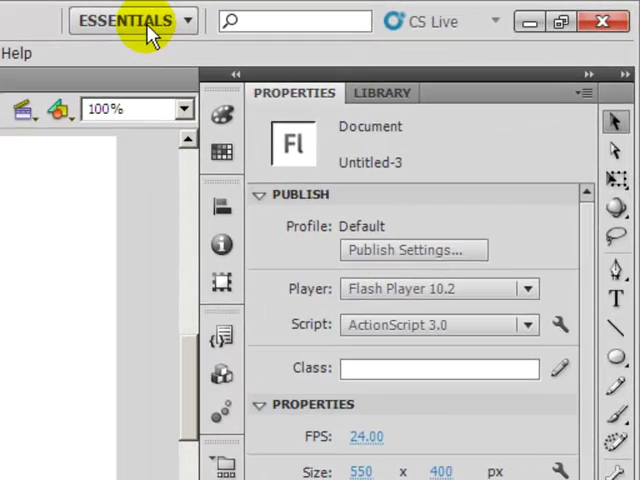 ESSENTIALS
CS Live
Help
100%
PROPERTIES LIBRARY
Fl
Document
Untitled-3
PUBLISH
Profile: Default
Publish Settings...
Player: Flash Player 10.2
Script: ActionScript 3.0
Class:
PROPERTIES
FPS: 24.00
Size: 550 x 400 px
T